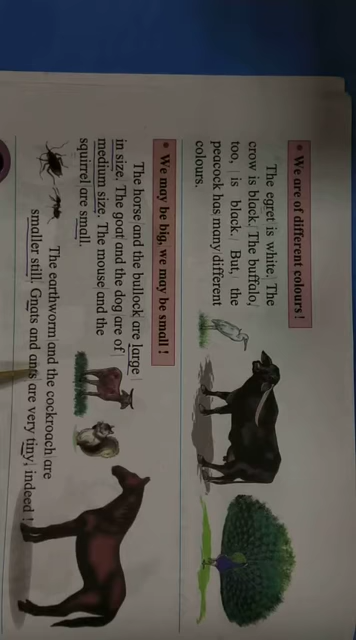 * We are of different colours !
The egret is white. The
crow is black. The buffalo,
too, is black. But, the
peacock has many different
colours.
* We may be big, we may be small !
The horse and the bullock are large
in size. The goat and the dog are of
medium size. The mouse and the
squirrel are small.
The earthworm and the cockroach are
smaller still. Gnats and ants are very tiny, indeed !